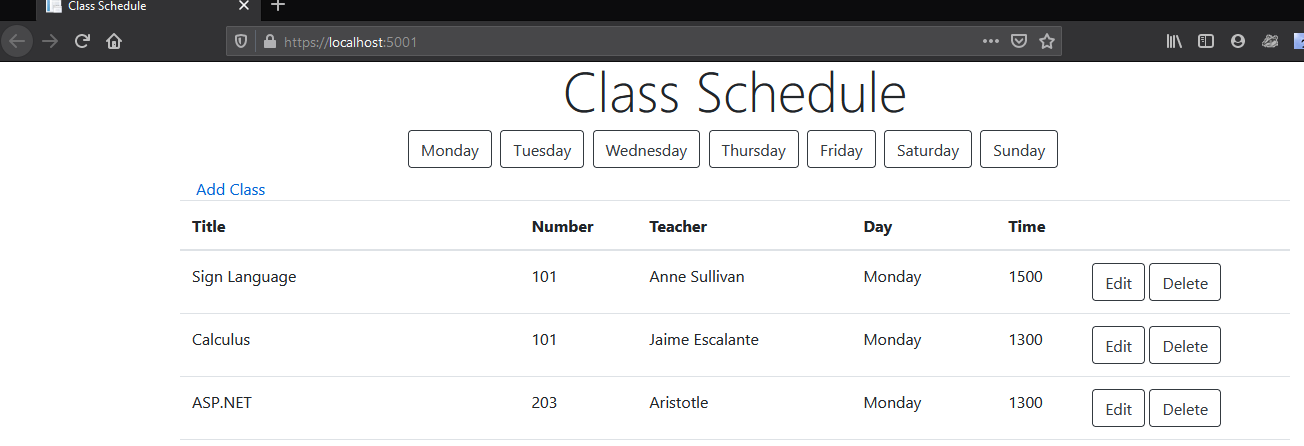 Class Schedule
https://localhost:5001
Class Schedule
Monday Tuesday Wednesday Thursday Friday Saturday Sunday
Add Class
Title Number Teacher Day Time
Sign Language 101 Anne Sullivan Monday 1500 Edit Delete
Calculus 101 Jaime Escalante Monday 1300 Edit Delete
ASP.NET 203 Aristotle Monday 1300 Edit Delete